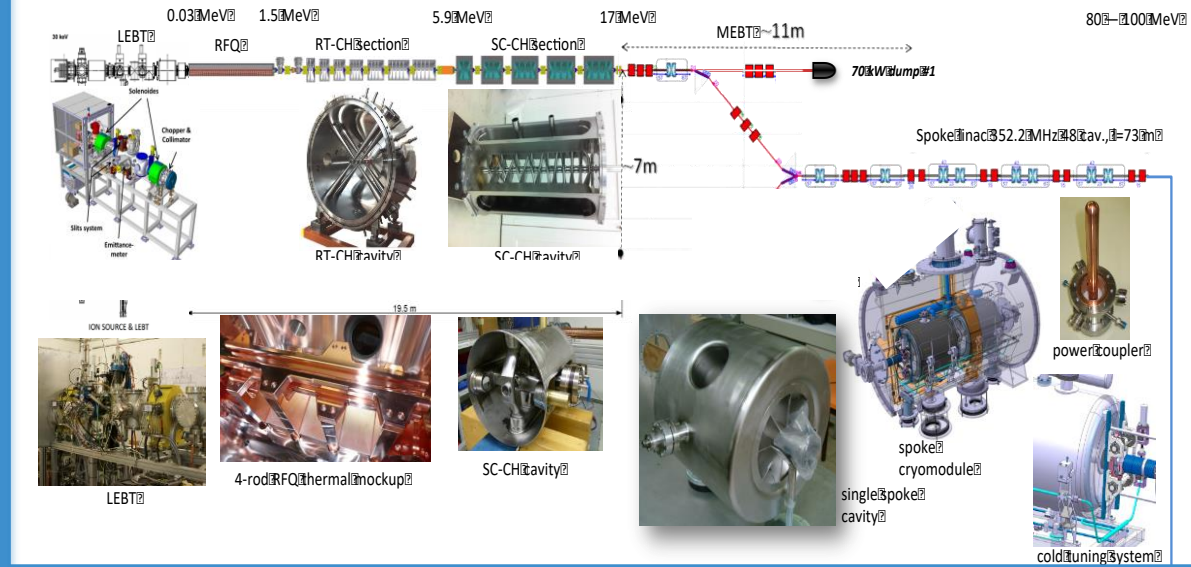 0.03 MeV
1.5 MeV
5.9 MeV
17 MeV
80 — 100 MeV
30 keV
LEBT
RFQ
RT-CH section
SC-CH section
MEBT ~11m
70 kW dump #1
Solenoides
Chopper &
Collimator
Slits system
Emittance-
meter
RT-CH cavity
SC-CH cavity
~7m
Spoke linac 352.2 MHz 48 cav., l=73 m
19.5 m
ION SOURCE & LEBT
LEBT
4-rod RFQ thermal mockup
SC-CH cavity
single spoke
cavity
spoke
cryomodule
power coupler
cold tuning system